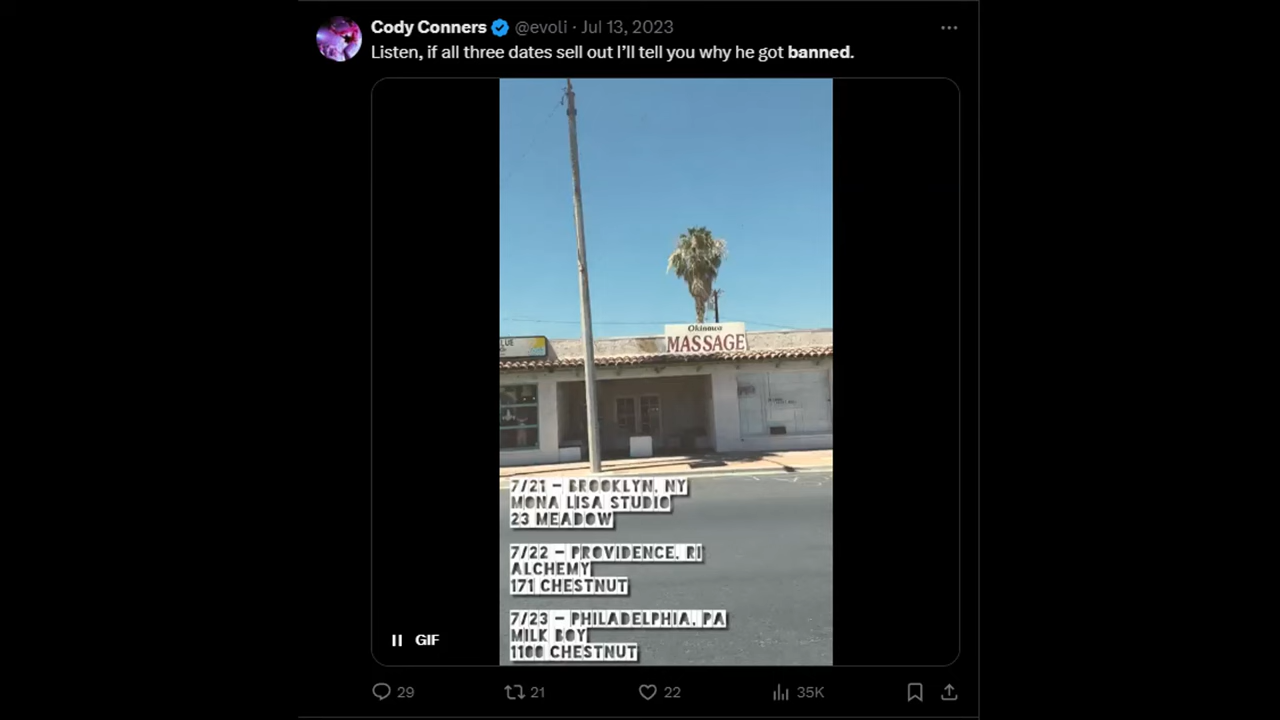 Cody Conners @evoli · Jul 13, 2023
Listen, if all three dates sell out I’ll tell you why he got banned.
Okinawa
MASSAGE
7/21 – BROOKLYN, NY
MONA LISA STUDIO
23 MEADOW
7/22 – PROVIDENCE, RI
ALCHEMY
171 CHESTNUT
7/23 – PHILADELPHIA, PA
MILK BOY
1100 CHESTNUT
GIF
29 21 22 35K